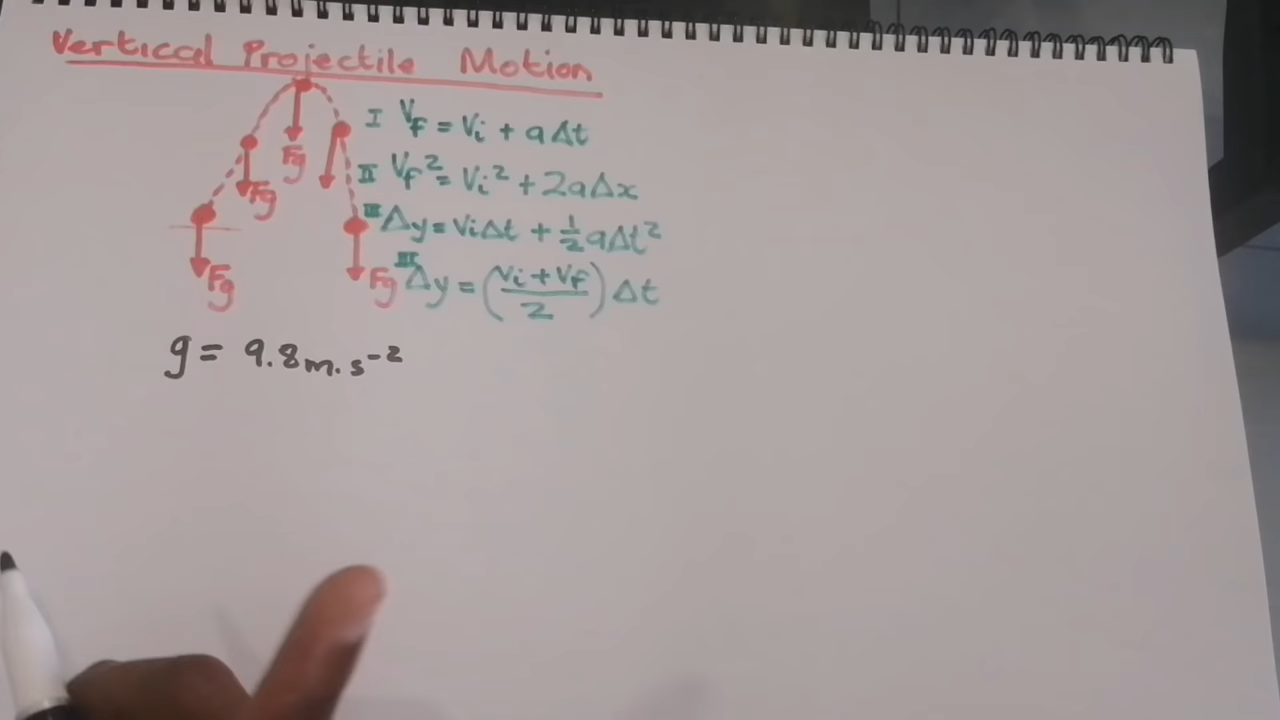 Vertical Projectile Motion
I Vf = Vi + aΔt
II Vf² = Vi² + 2aΔx
III Δy = ViΔt + ½aΔt²
III Δy = (Vi + Vf / 2) Δt
Fg
Fg
Fg
Fg
g = 9.8 m.s⁻²